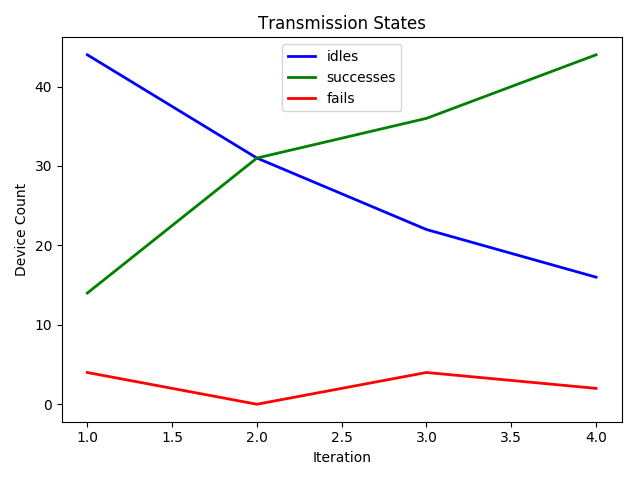 Transmission States
idles
successes
fails
Device Count
40
30
20
10
0
1.0 1.5 2.0 2.5 3.0 3.5 4.0
Iteration